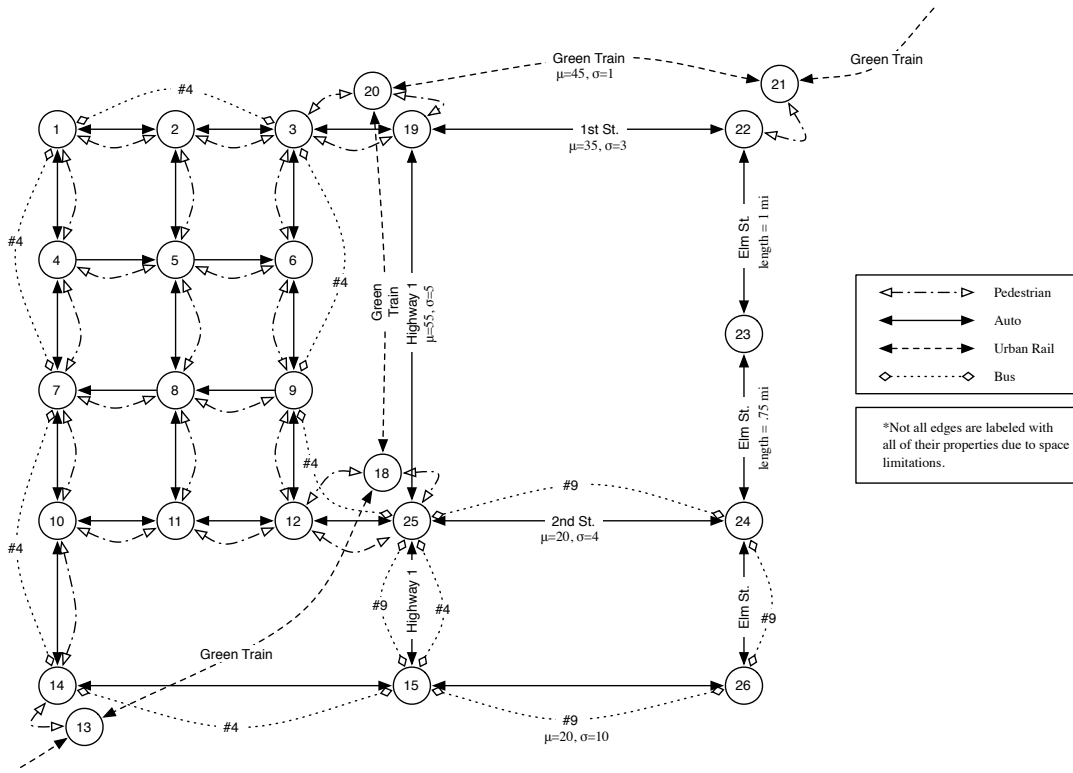 Green Train
Green Train
μ=45, σ=1
20
21
#4
1
2
3
19
1st St.
μ=35, σ=3
22
Elm St.
length = 1 mi
#4
4
5
6
#4
Green
Train
Highway 1
μ=55, σ=5
23
Pedestrian
Auto
Urban Rail
Bus
*Not all edges are labeled with
all of their properties due to space
limitations.
7
8
9
Elm St.
length = .75 mi
#4
18
#9
10
11
12
25
2nd St.
μ=20, σ=4
24
#4
#9
Highway 1
#4
Elm St.
#9
Green Train
14
15
26
13
#4
#9
μ=20, σ=10